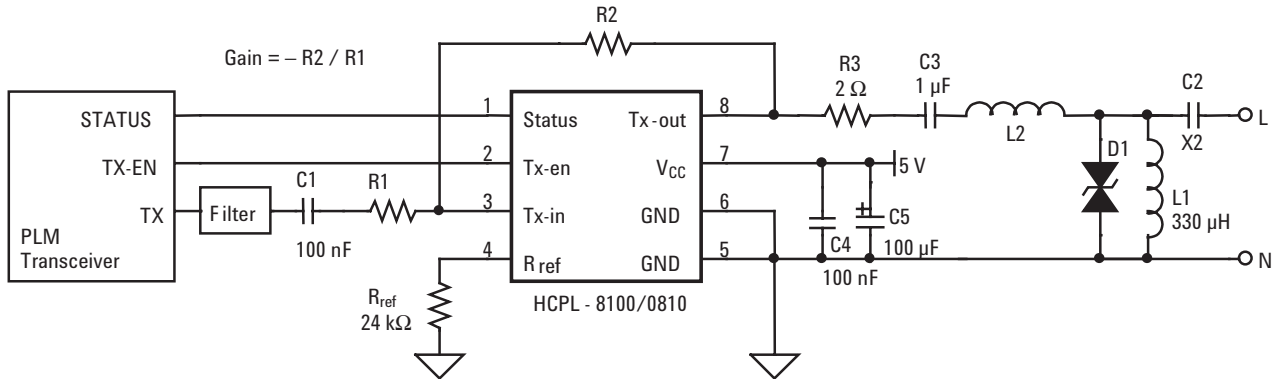 R2
Gain = – R2 / R1
R3
2 Ω
C3
1 µF
C2
X2
L2
L
STATUS
TX-EN
TX
PLM
Transceiver
Filter
C1
100 nF
R1
1
2
3
4
Status
Tx-en
Tx-in
R ref
Tx-out
VCC
GND
GND
8
7
6
5
HCPL - 8100/0810
5 V
C4
100 nF
+
C5
100 µF
D1
L1
330 µH
N
Rref
24 kΩ